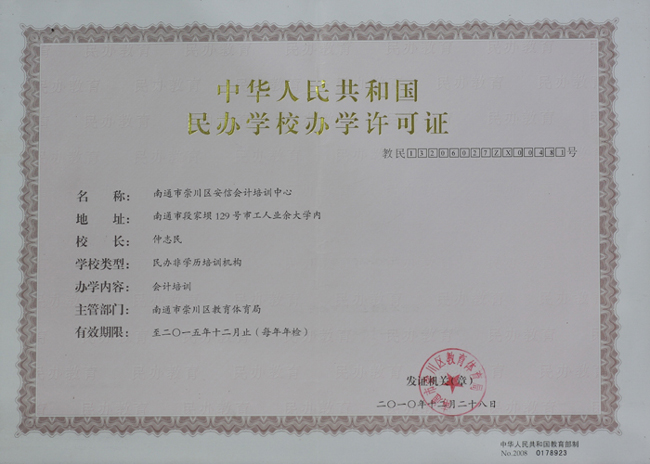 中华人民共和国
民办学校办学许可证
教民132060272X00481号
名 称： 南通市崇川区安信会计培训中心
地 址： 南通市段家坝129号市工人业余大学内
校 长： 仲志民
学校类型： 民办非学历培训机构
办学内容： 会计培训
主管部门： 南通市崇川区教育体育局
有效期限： 至二〇一五年十二月止（每年年检）
发证机关（章）
二〇一〇年十二月二十八日
中华人民共和国教育部制
No.2008 0178923